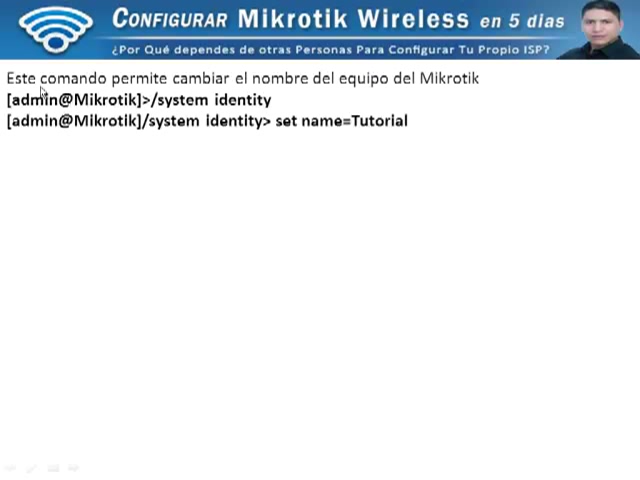 CONFIGURAR Mikrotik Wireless en 5 dias
¿Por Qué dependes de otras Personas Para Configurar Tu Propio ISP?
Este comando permite cambiar el nombre del equipo del Mikrotik
[admin@Mikrotik]>/system identity
[admin@Mikrotik]/system identity> set name=Tutorial